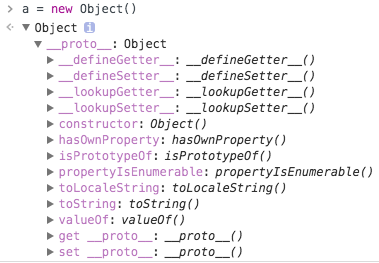 > a = new Object()
Object i
__proto__: Object
__defineGetter__: __defineGetter__()
__defineSetter__: __defineSetter__()
__lookupGetter__: __lookupGetter__()
__lookupSetter__: __lookupSetter__()
constructor: Object()
hasOwnProperty: hasOwnProperty()
isPrototypeOf: isPrototypeOf()
propertyIsEnumerable: propertyIsEnumerable()
toLocaleString: toLocaleString()
toString: toString()
valueOf: valueOf()
get __proto__: __proto__()
set __proto__: __proto__()